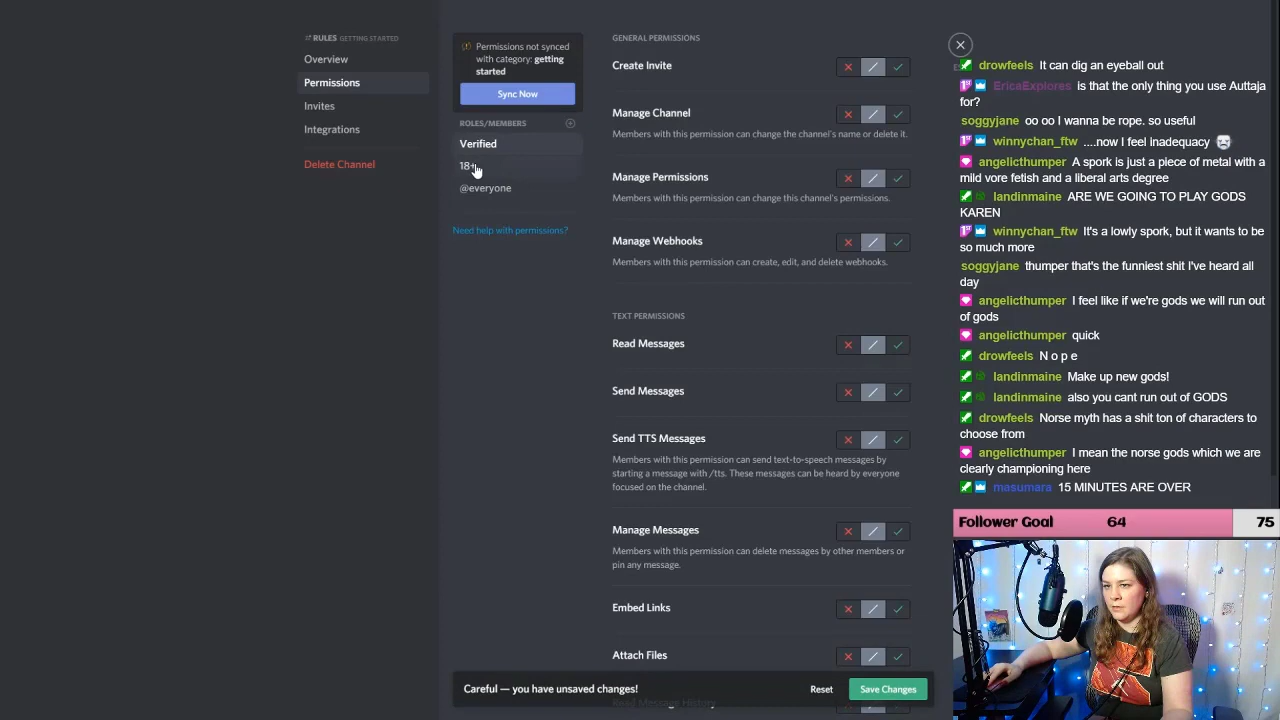 RULES GETTING STARTED
Overview
Permissions
Invites
Integrations
Delete Channel
Permissions not synced
with category: getting
started
Sync Now
ROLES/MEMBERS
Verified
18+
@everyone
Need help with permissions?
GENERAL PERMISSIONS
Create Invite
Manage Channel
Members with this permission can change the channel's name or delete it.
Manage Permissions
Members with this permission can change this channel's permissions.
Manage Webhooks
Members with this permission can create, edit, and delete webhooks.
TEXT PERMISSIONS
Read Messages
Send Messages
Send TTS Messages
Members with this permission can send text-to-speech messages by
starting a message with /tts. These messages can be heard by everyone
focused on the channel.
Manage Messages
Members with this permission can delete messages by other members or
pin any message.
Embed Links
Attach Files
Read Message History
Careful — you have unsaved changes!
Reset
Save Changes
drowfeels It can dig an eyeball out
EricaExplores is that the only thing you use Auttaja
for?
soggyjane oo oo I wanna be rope. so useful
winnychan_ftw ....now I feel inadequacy
angelicthumper A spork is just a piece of metal with a
mild vore fetish and a liberal arts degree
landinmaine ARE WE GOING TO PLAY GODS
KAREN
winnychan_ftw It's a lowly spork, but it wants to be
so much more
soggyjane thumper that's the funniest shit I've heard all
day
angelicthumper I feel like if we're gods we will run out
of gods
angelicthumper quick
drowfeels N o p e
landinmaine Make up new gods!
landinmaine also you cant run out of GODS
drowfeels Norse myth has a shit ton of characters to
choose from
angelicthumper I mean the norse gods which we are
clearly championing here
masumara 15 MINUTES ARE OVER
Follower Goal 64 75